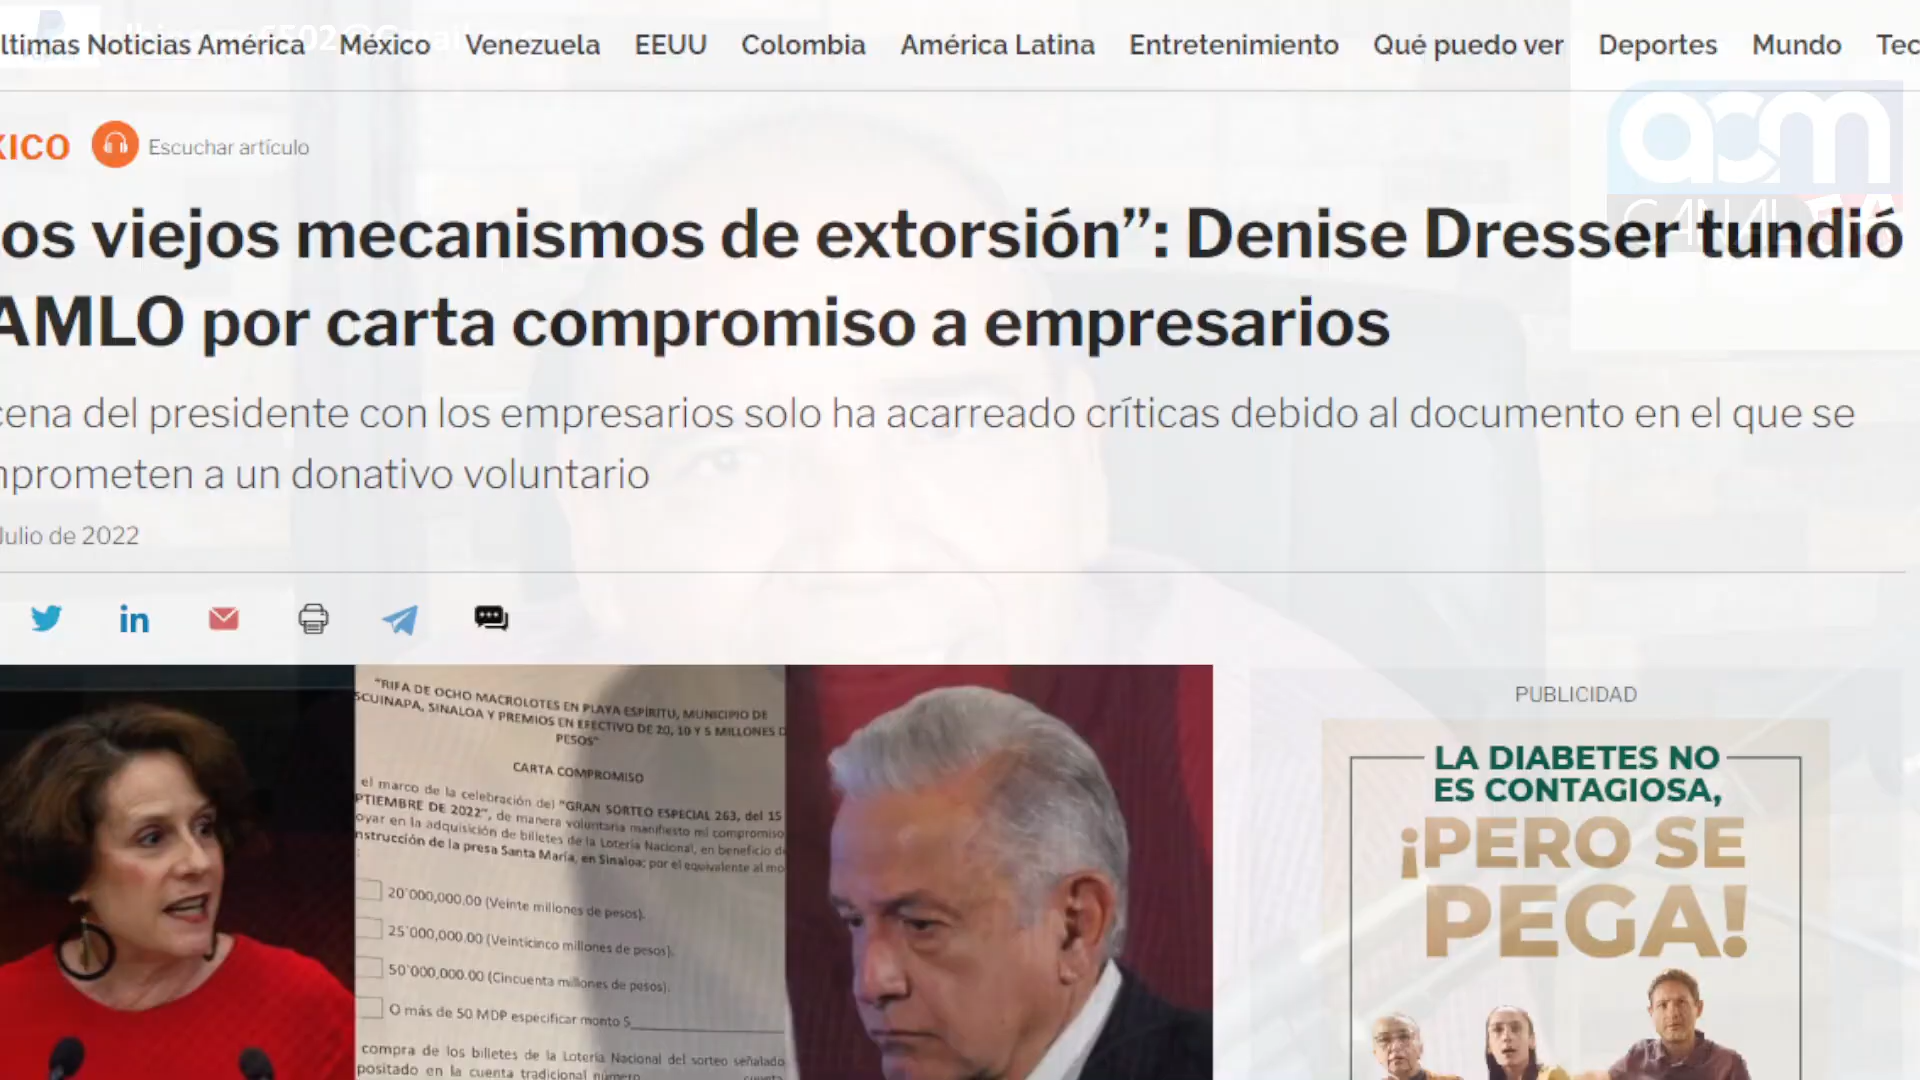 ltimas Noticias América México Venezuela EEUU Colombia América Latina Entretenimiento Qué puedo ver Deportes Mundo Tec
XICO Escuchar artículo
acm
CANAL
os viejos mecanismos de extorsión”: Denise Dresser tundió
AMLO por carta compromiso a empresarios
cena del presidente con los empresarios solo ha acarreado críticas debido al documento en el que se
mprometen a un donativo voluntario
Julio de 2022
in
"RIFA DE OCHO MACROLOTES EN PLAYA ESPÍRITU, MUNICIPIO DE
SCUINAPA, SINALOA Y PREMIOS EN EFECTIVO DE 20, 10 Y 5 MILLONES D
PESOS"
CARTA COMPROMISO
el marco de la celebración del "GRAN SORTEO ESPECIAL 263, del 15
PTIEMBRE DE 2022", de manera voluntaria manifiesto mi compromiso
oyar en la adquisición de billetes de la Lotería Nacional, en beneficio de
nstrucción de la presa Santa María, en Sinaloa; por el equivalente al mo
20'000,000.00 (Veinte millones de pesos).
25'000,000.00 (Veinticinco millones de pesos).
50'000,000.00 (Cincuenta millones de pesos).
O más de 50 MDP especificar monto $
compra de los billetes de la Lotería Nacional del sorteo señalado
positado en la cuenta tradicional número cuenta
PUBLICIDAD
LA DIABETES NO
ES CONTAGIOSA,
¡PERO SE
PEGA!